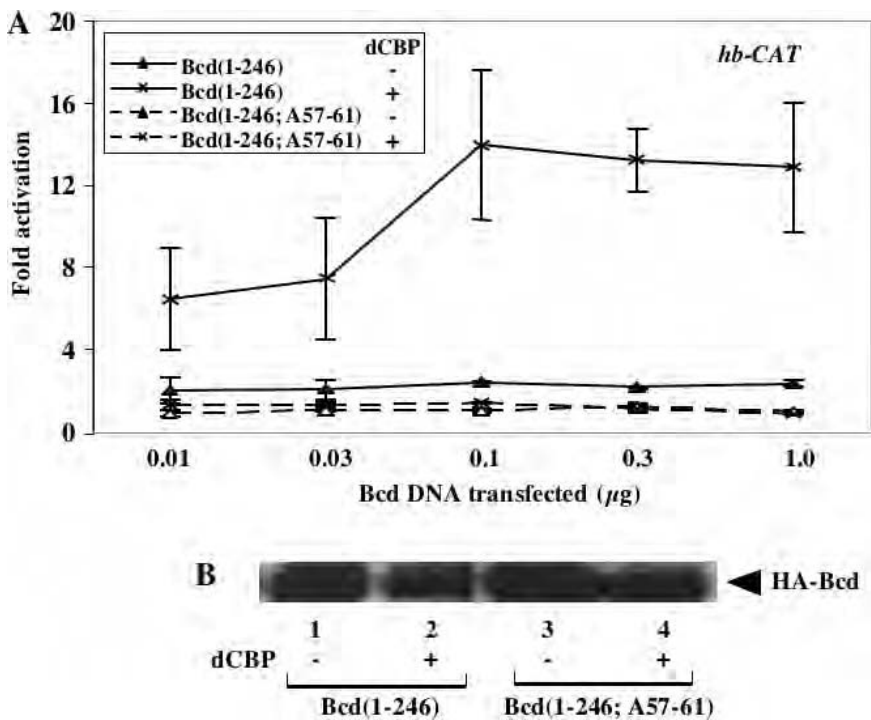 A
20
16
12
8
4
0
Fold activation
dCBP
Bcd(1-246) -
Bcd(1-246) +
Bcd(1-246; A57-61) -
Bcd(1-246; A57-61) +
hb-CAT
0.01 0.03 0.1 0.3 1.0
Bcd DNA transfected (µg)
B
HA-Bcd
1 2 3 4
dCBP - + - +
Bcd(1-246) Bcd(1-246; A57-61)